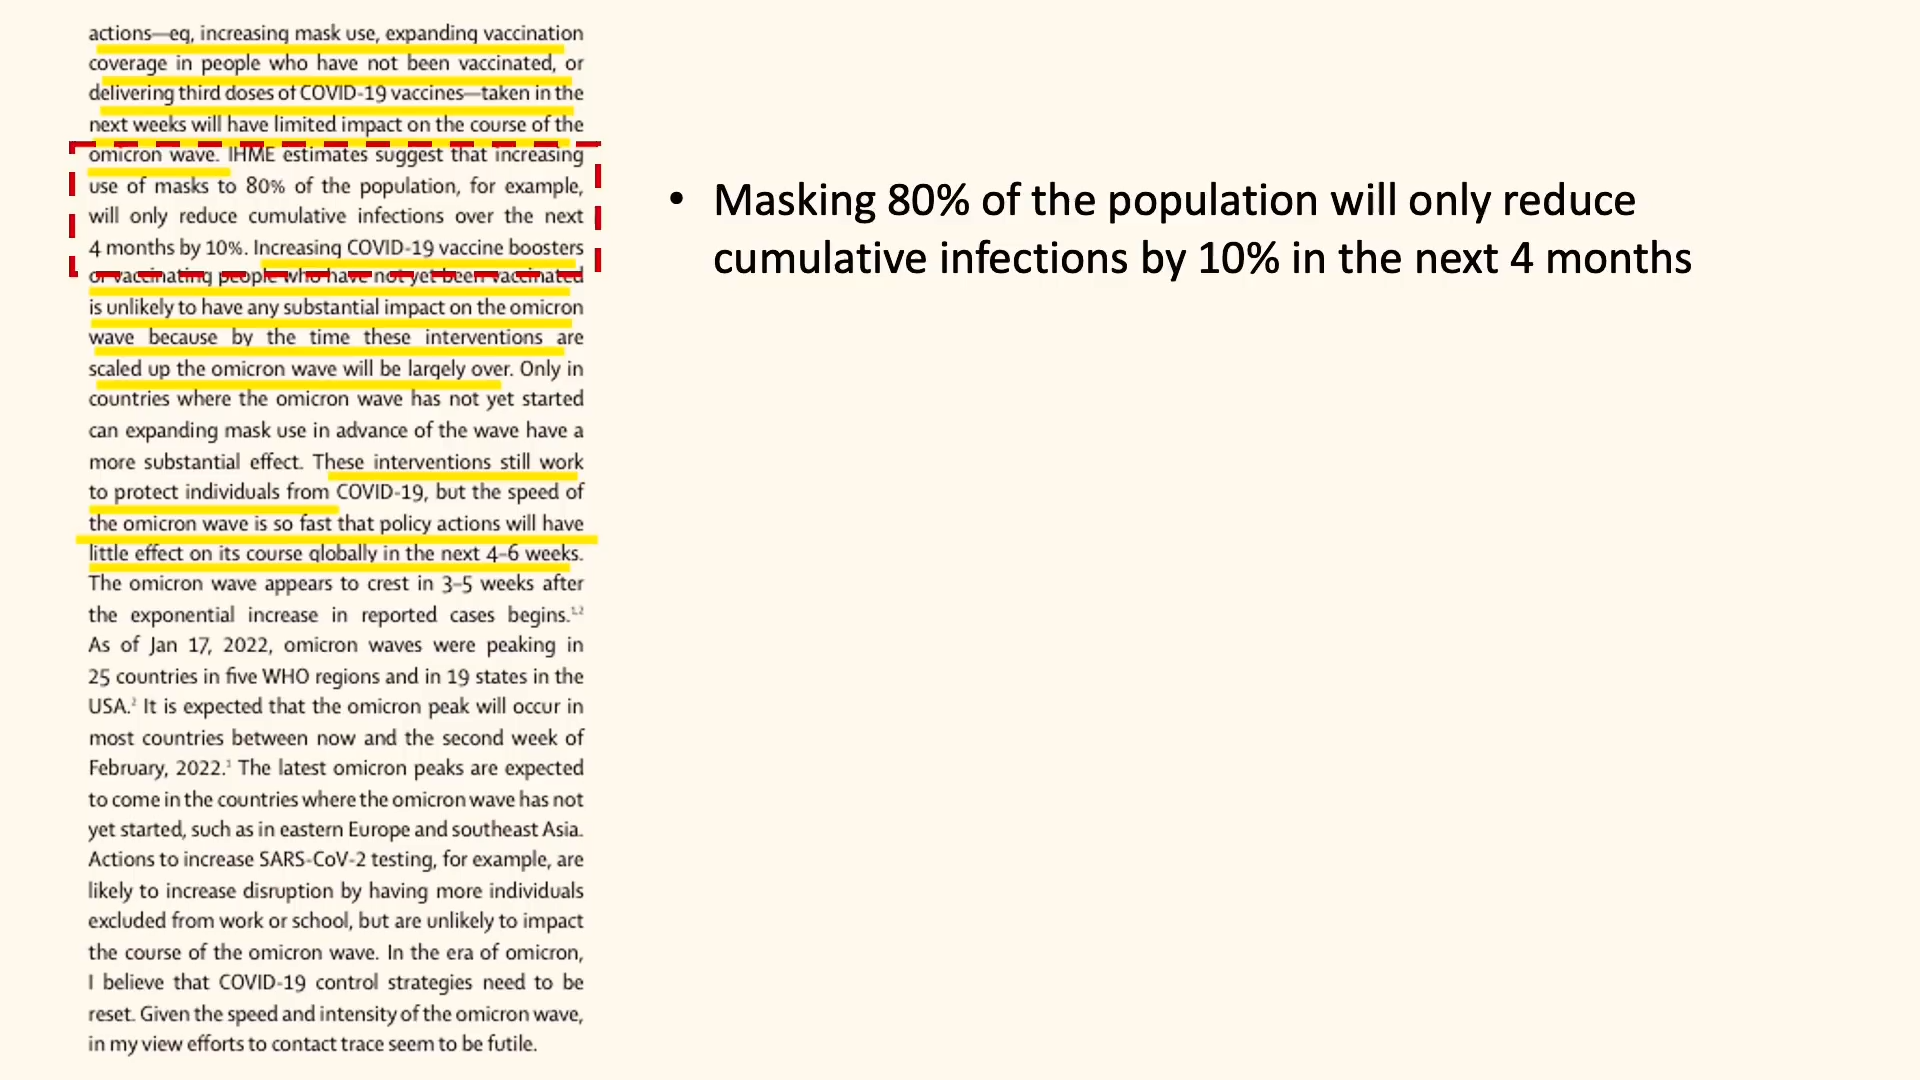 actions—eg, increasing mask use, expanding vaccination
coverage in people who have not been vaccinated, or
delivering third doses of COVID-19 vaccines—taken in the
next weeks will have limited impact on the course of the
omicron wave. IHME estimates suggest that increasing
use of masks to 80% of the population, for example,
will only reduce cumulative infections over the next
4 months by 10%. Increasing COVID-19 vaccine boosters
or vaccinating people who have not yet been vaccinated
is unlikely to have any substantial impact on the omicron
wave because by the time these interventions are
scaled up the omicron wave will be largely over. Only in
countries where the omicron wave has not yet started
can expanding mask use in advance of the wave have a
more substantial effect. These interventions still work
to protect individuals from COVID-19, but the speed of
the omicron wave is so fast that policy actions will have
little effect on its course globally in the next 4–6 weeks.
The omicron wave appears to crest in 3–5 weeks after
the exponential increase in reported cases begins.1,2
As of Jan 17, 2022, omicron waves were peaking in
25 countries in five WHO regions and in 19 states in the
USA.2 It is expected that the omicron peak will occur in
most countries between now and the second week of
February, 2022.1 The latest omicron peaks are expected
to come in the countries where the omicron wave has not
yet started, such as in eastern Europe and southeast Asia.
Actions to increase SARS-CoV-2 testing, for example, are
likely to increase disruption by having more individuals
excluded from work or school, but are unlikely to impact
the course of the omicron wave. In the era of omicron,
I believe that COVID-19 control strategies need to be
reset. Given the speed and intensity of the omicron wave,
in my view efforts to contact trace seem to be futile.
• Masking 80% of the population will only reduce
cumulative infections by 10% in the next 4 months